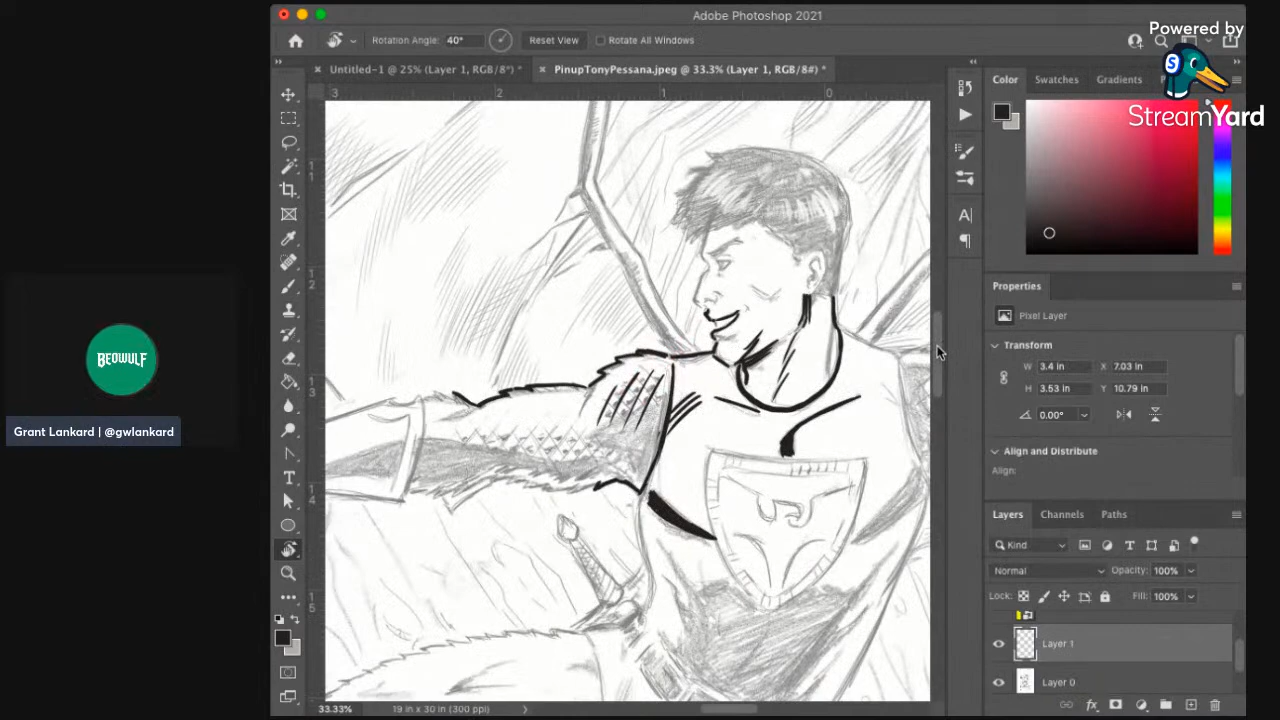 Adobe Photoshop 2021
Powered by
StreamYard
Rotation Angle: 40°
Reset View
Rotate All Windows
Untitled-1 @ 25% (Layer 1, RGB/8*) *
PinupTonyPessana.jpeg @ 33.3% (Layer 1, RGB/8#) *
Color
Swatches
Gradients
3
2
1
0
Properties
Pixel Layer
Transform
W 3.4 in
X 7.03 in
H 3.53 in
Y 10.79 in
0.00°
Align and Distribute
Align:
BEOWULF
Grant Lankard | @gwlankard
Layers
Channels
Paths
Kind
Normal
Opacity: 100%
Lock:
Fill: 100%
Layer 1
Layer 0
33.33%
19 in x 30 in (300 ppi)